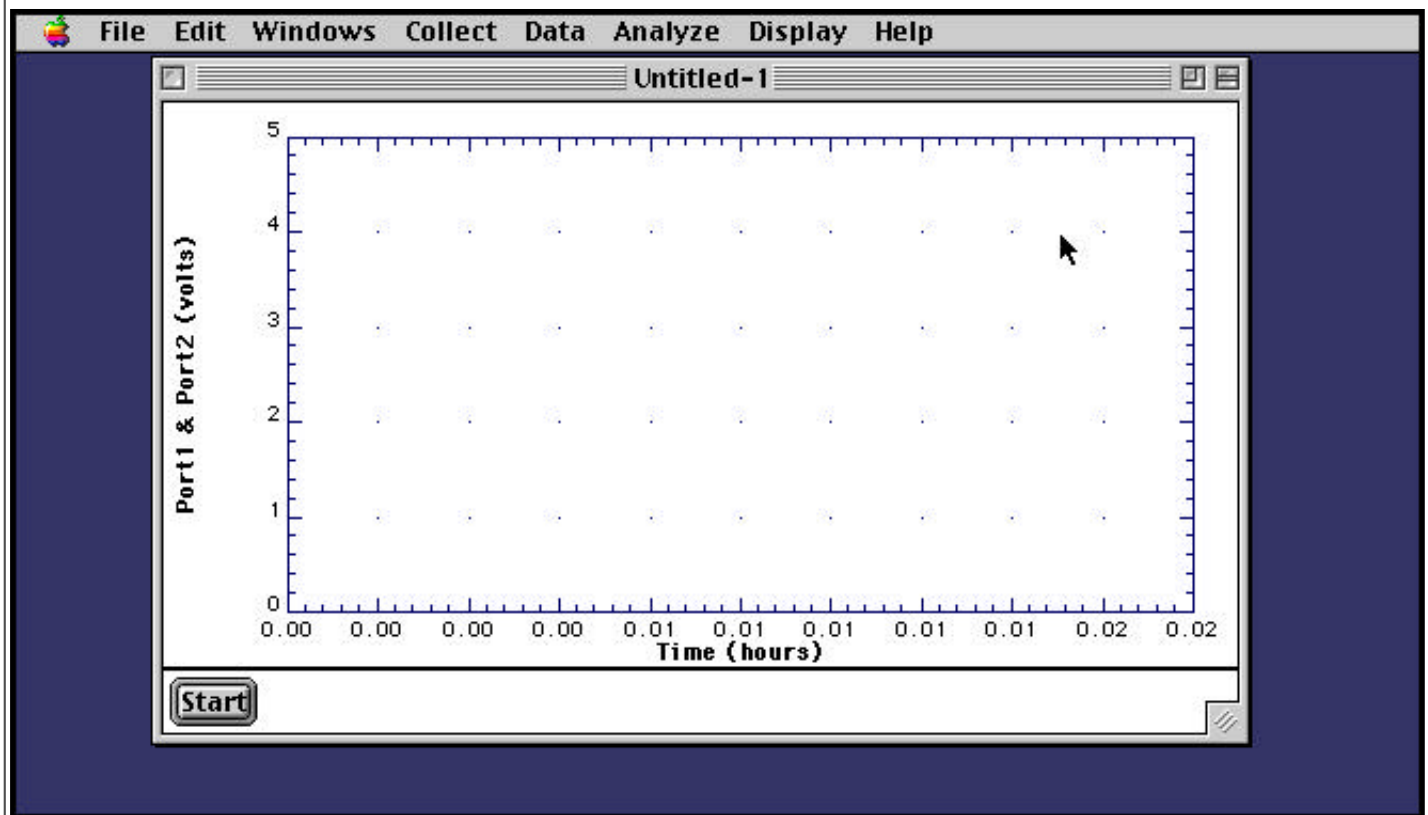 File Edit Windows Collect Data Analyze Display Help
Untitled-1
5
4
3
2
1
0
Port1 & Port2 (volts)
0.00 0.00 0.00 0.00 0.01 0.01 0.01 0.01 0.01 0.02 0.02
Time (hours)
Start